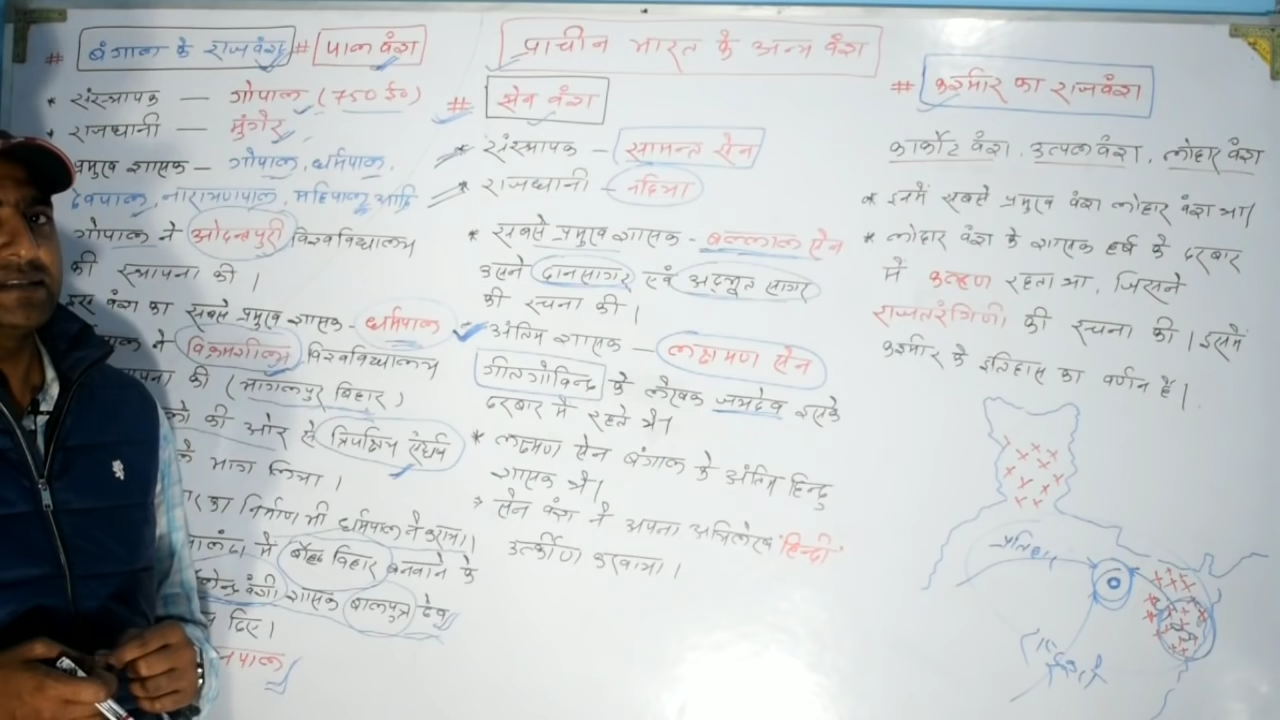 प्राचीन भारत के अन्य वंश
# बंगाल के राजवंश # पाल वंश
* संस्थापक — गोपाल (750 ई०)
* राजधानी — मुंगेर
प्रमुख शासक — गोपाल, धर्मपाल,
देवपाल, नारायणपाल, महिपाल आदि
गोपाल ने ओदन्तपुरी विश्वविद्यालय
की स्थापना की।
इस वंश का सबसे प्रमुख शासक - धर्मपाल
ने विक्रमशीला विश्वविद्यालय
की (भागलपुर बिहार)
की ओर से त्रिपक्षिय संघर्ष
भाग लिया।
का निर्माण भी धर्मपाल ने कराया।
में बौद्ध विहार बनवाने के
शासक बालपुत्र देव
दिए।
# सेन वंश
* संस्थापक — सामन्त सेन
* राजधानी — नदिया
* सबसे प्रमुख शासक - बल्लाल सेन
उसने दानसागर एवं अदभूत सागर
की रचना की।
अंतिम शासक — लक्ष्मण सेन
गीतगोविन्द के लेखक जयदेव इसके
दरबार में रहते थे।
* लक्ष्मण सेन बंगाल के अंतिम हिन्दु
शासक थे।
* सेन वंश ने अपना अभिलेख हिन्दी
उत्कीर्ण करवाया।
# कश्मीर का राजवंश
कार्कोट वंश, उत्पल वंश, लोहार वंश
* इनमें सबसे प्रमुख वंश लोहार वंश था।
* लोहार वंश के शासक हर्ष के दरबार
में कल्हण रहता था, जिसने
राजतरंगिणी की रचना की। इसमें
कश्मीर के इतिहास का वर्णन है।